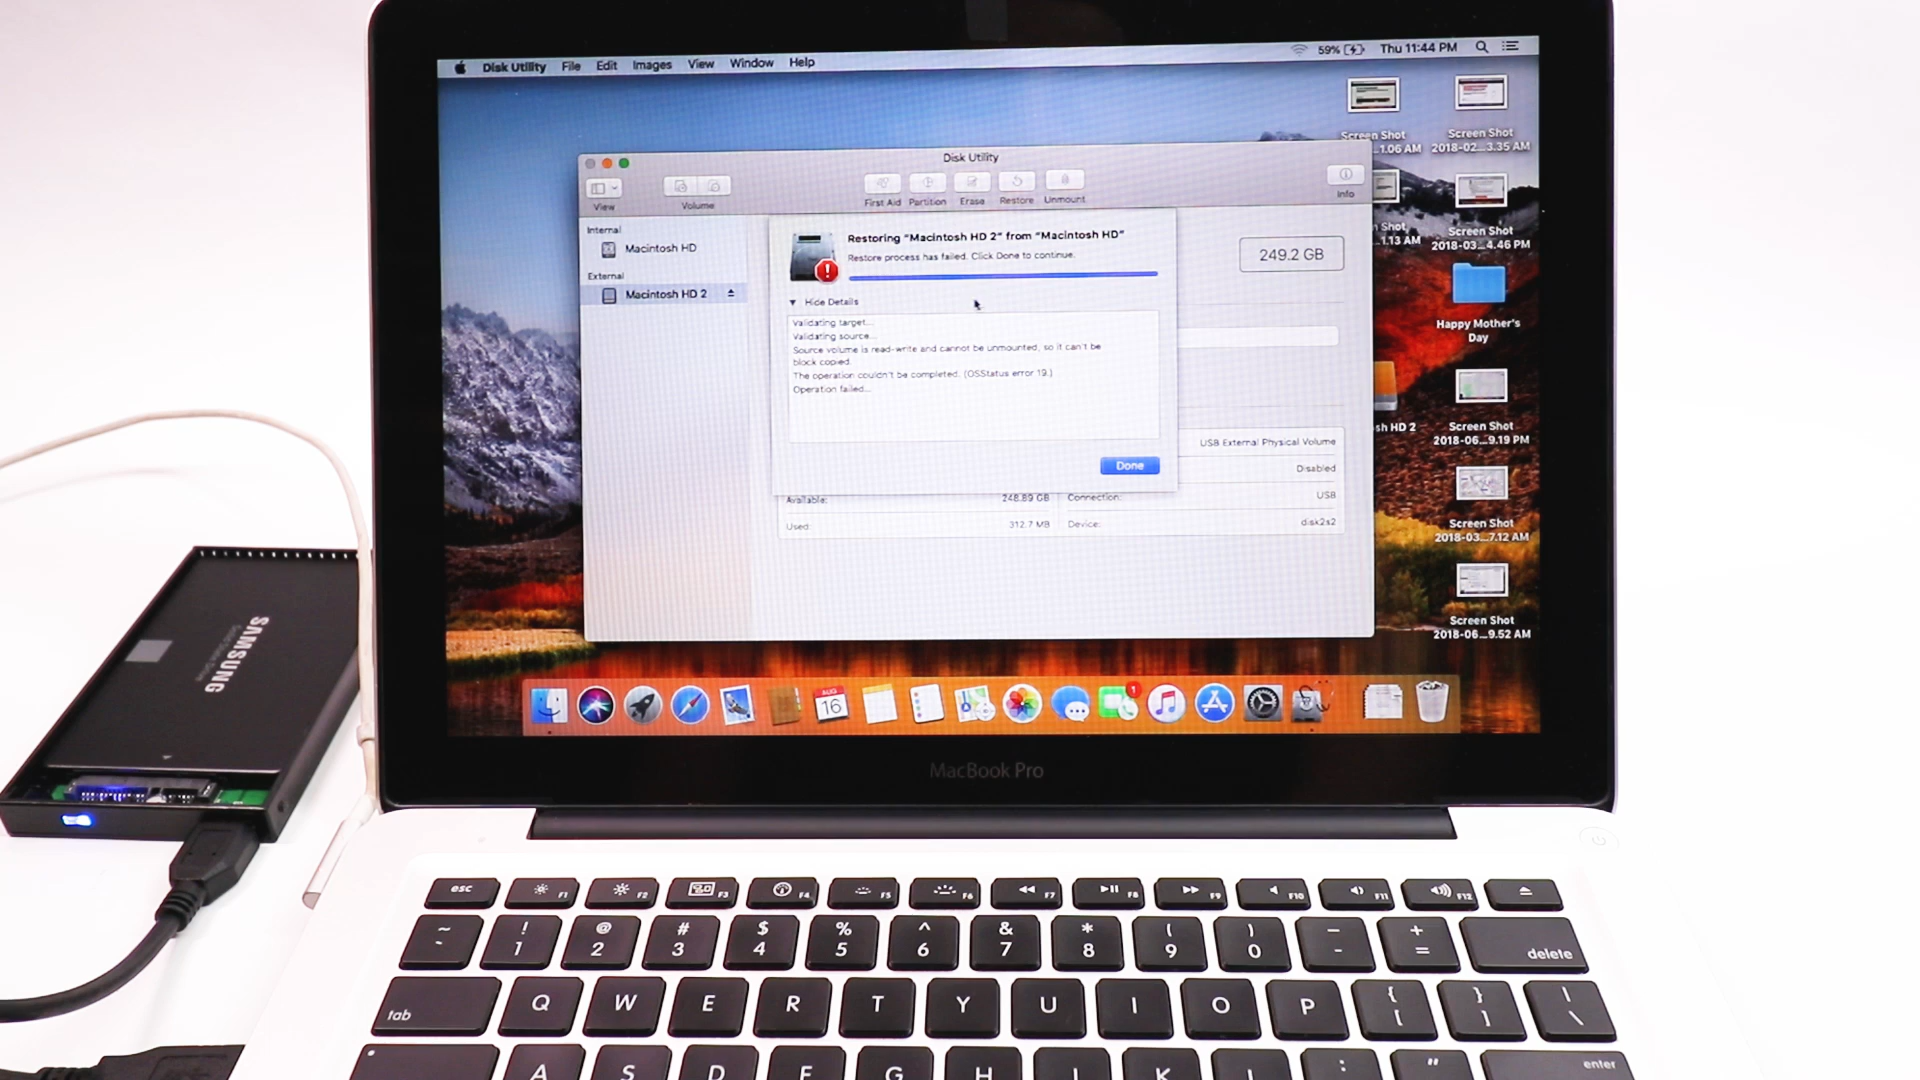 Disk Utility File Edit Images View Window Help
59% Thu 11:44 PM
Screen Shot
...1.06 AM
Screen Shot
2018-02...3.35 AM
Disk Utility
View
Volume
First Aid Partition Erase Restore Unmount
Info
Internal
Macintosh HD
External
Macintosh HD 2
Restoring “Macintosh HD 2” from “Macintosh HD”
Restore process has failed. Click Done to continue.
Hide Details
Validating target...
Validating source...
Source volume is read-write and cannot be unmounted, so it can't be
block copied.
The operation couldn't be completed. (OSStatus error 19.)
Operation failed...
Done
249.2 GB
USB External Physical Volume
Disabled
Available: 248.89 GB
Connection: USB
Used: 312.7 MB
Device: disk2s2
Shot
...1.13 AM
Screen Shot
2018-03...4.46 PM
Happy Mother's
Day
sh HD 2
Screen Shot
2018-06...9.19 PM
Screen Shot
2018-03...7.12 AM
Screen Shot
2018-06...9.52 AM
AUG
16
1
MacBook Pro
SAMSUNG
esc F1 F2 F3 F4 F5 F6 F7 F8 F9 F10 F11 F12
~ ! @ # $ % ^ & * ( ) − +
` 1 2 3 4 5 6 7 8 9 0 - = delete
tab Q W E R T Y U I O P { [ } ] | \
A S D F G H J K L : " enter